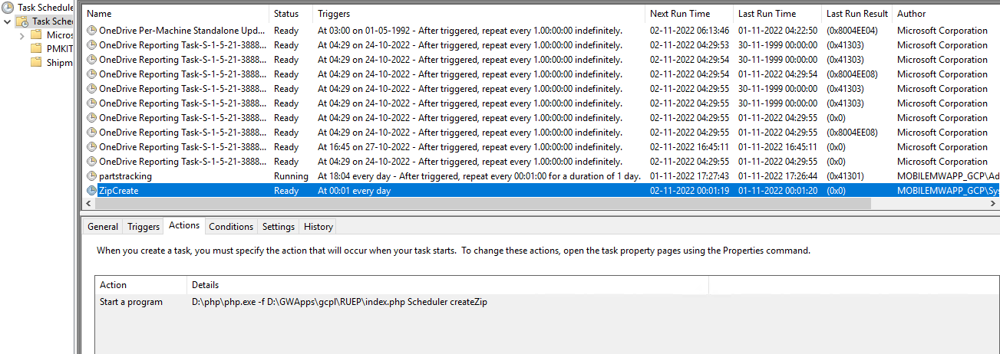 Task Schedule
Task Sched
Micros
PMKIT
Shipm
Name Status Triggers Next Run Time Last Run Time Last Run Result Author
OneDrive Per-Machine Standalone Upd... Ready At 03:00 on 01-05-1992 - After triggered, repeat every 1.00:00:00 indefinitely. 02-11-2022 06:13:46 01-11-2022 04:22:50 (0x8004EE04) Microsoft Corporation
OneDrive Reporting Task-S-1-5-21-3888... Ready At 04:29 on 24-10-2022 - After triggered, repeat every 1.00:00:00 indefinitely. 02-11-2022 04:29:53 30-11-1999 00:00:00 (0x41303) Microsoft Corporation
OneDrive Reporting Task-S-1-5-21-3888... Ready At 04:29 on 24-10-2022 - After triggered, repeat every 1.00:00:00 indefinitely. 02-11-2022 04:29:54 30-11-1999 00:00:00 (0x41303) Microsoft Corporation
OneDrive Reporting Task-S-1-5-21-3888... Ready At 04:29 on 24-10-2022 - After triggered, repeat every 1.00:00:00 indefinitely. 02-11-2022 04:29:54 01-11-2022 04:29:54 (0x8004EE08) Microsoft Corporation
OneDrive Reporting Task-S-1-5-21-3888... Ready At 04:29 on 24-10-2022 - After triggered, repeat every 1.00:00:00 indefinitely. 02-11-2022 04:29:55 30-11-1999 00:00:00 (0x41303) Microsoft Corporation
OneDrive Reporting Task-S-1-5-21-3888... Ready At 04:29 on 24-10-2022 - After triggered, repeat every 1.00:00:00 indefinitely. 02-11-2022 04:29:55 30-11-1999 00:00:00 (0x41303) Microsoft Corporation
OneDrive Reporting Task-S-1-5-21-3888... Ready At 04:29 on 24-10-2022 - After triggered, repeat every 1.00:00:00 indefinitely. 02-11-2022 04:29:55 01-11-2022 04:29:55 (0x0) Microsoft Corporation
OneDrive Reporting Task-S-1-5-21-3888... Ready At 04:29 on 24-10-2022 - After triggered, repeat every 1.00:00:00 indefinitely. 02-11-2022 04:29:55 01-11-2022 04:29:55 (0x8004EE08) Microsoft Corporation
OneDrive Reporting Task-S-1-5-21-3888... Ready At 16:45 on 27-10-2022 - After triggered, repeat every 1.00:00:00 indefinitely. 02-11-2022 16:45:11 01-11-2022 16:45:11 (0x0) Microsoft Corporation
OneDrive Reporting Task-S-1-5-21-3888... Ready At 04:29 on 24-10-2022 - After triggered, repeat every 1.00:00:00 indefinitely. 02-11-2022 04:29:55 01-11-2022 04:29:55 (0x0) Microsoft Corporation
partstracking Running At 18:04 every day - After triggered, repeat every 00:01:00 for a duration of 1 day. 01-11-2022 17:27:43 01-11-2022 17:26:44 (0x41301) MOBILEMWAPP_GCP\Ad
ZipCreate Ready At 00:01 every day 02-11-2022 00:01:19 01-11-2022 00:01:20 (0x0) MOBILEMWAPP_GCP\Sys
General Triggers Actions Conditions Settings History
When you create a task, you must specify the action that will occur when your task starts. To change these actions, open the task property pages using the Properties command.
Action Details
Start a program D:\php\php.exe -f D:\GWApps\gcpl\RUEP\index.php Scheduler createZip